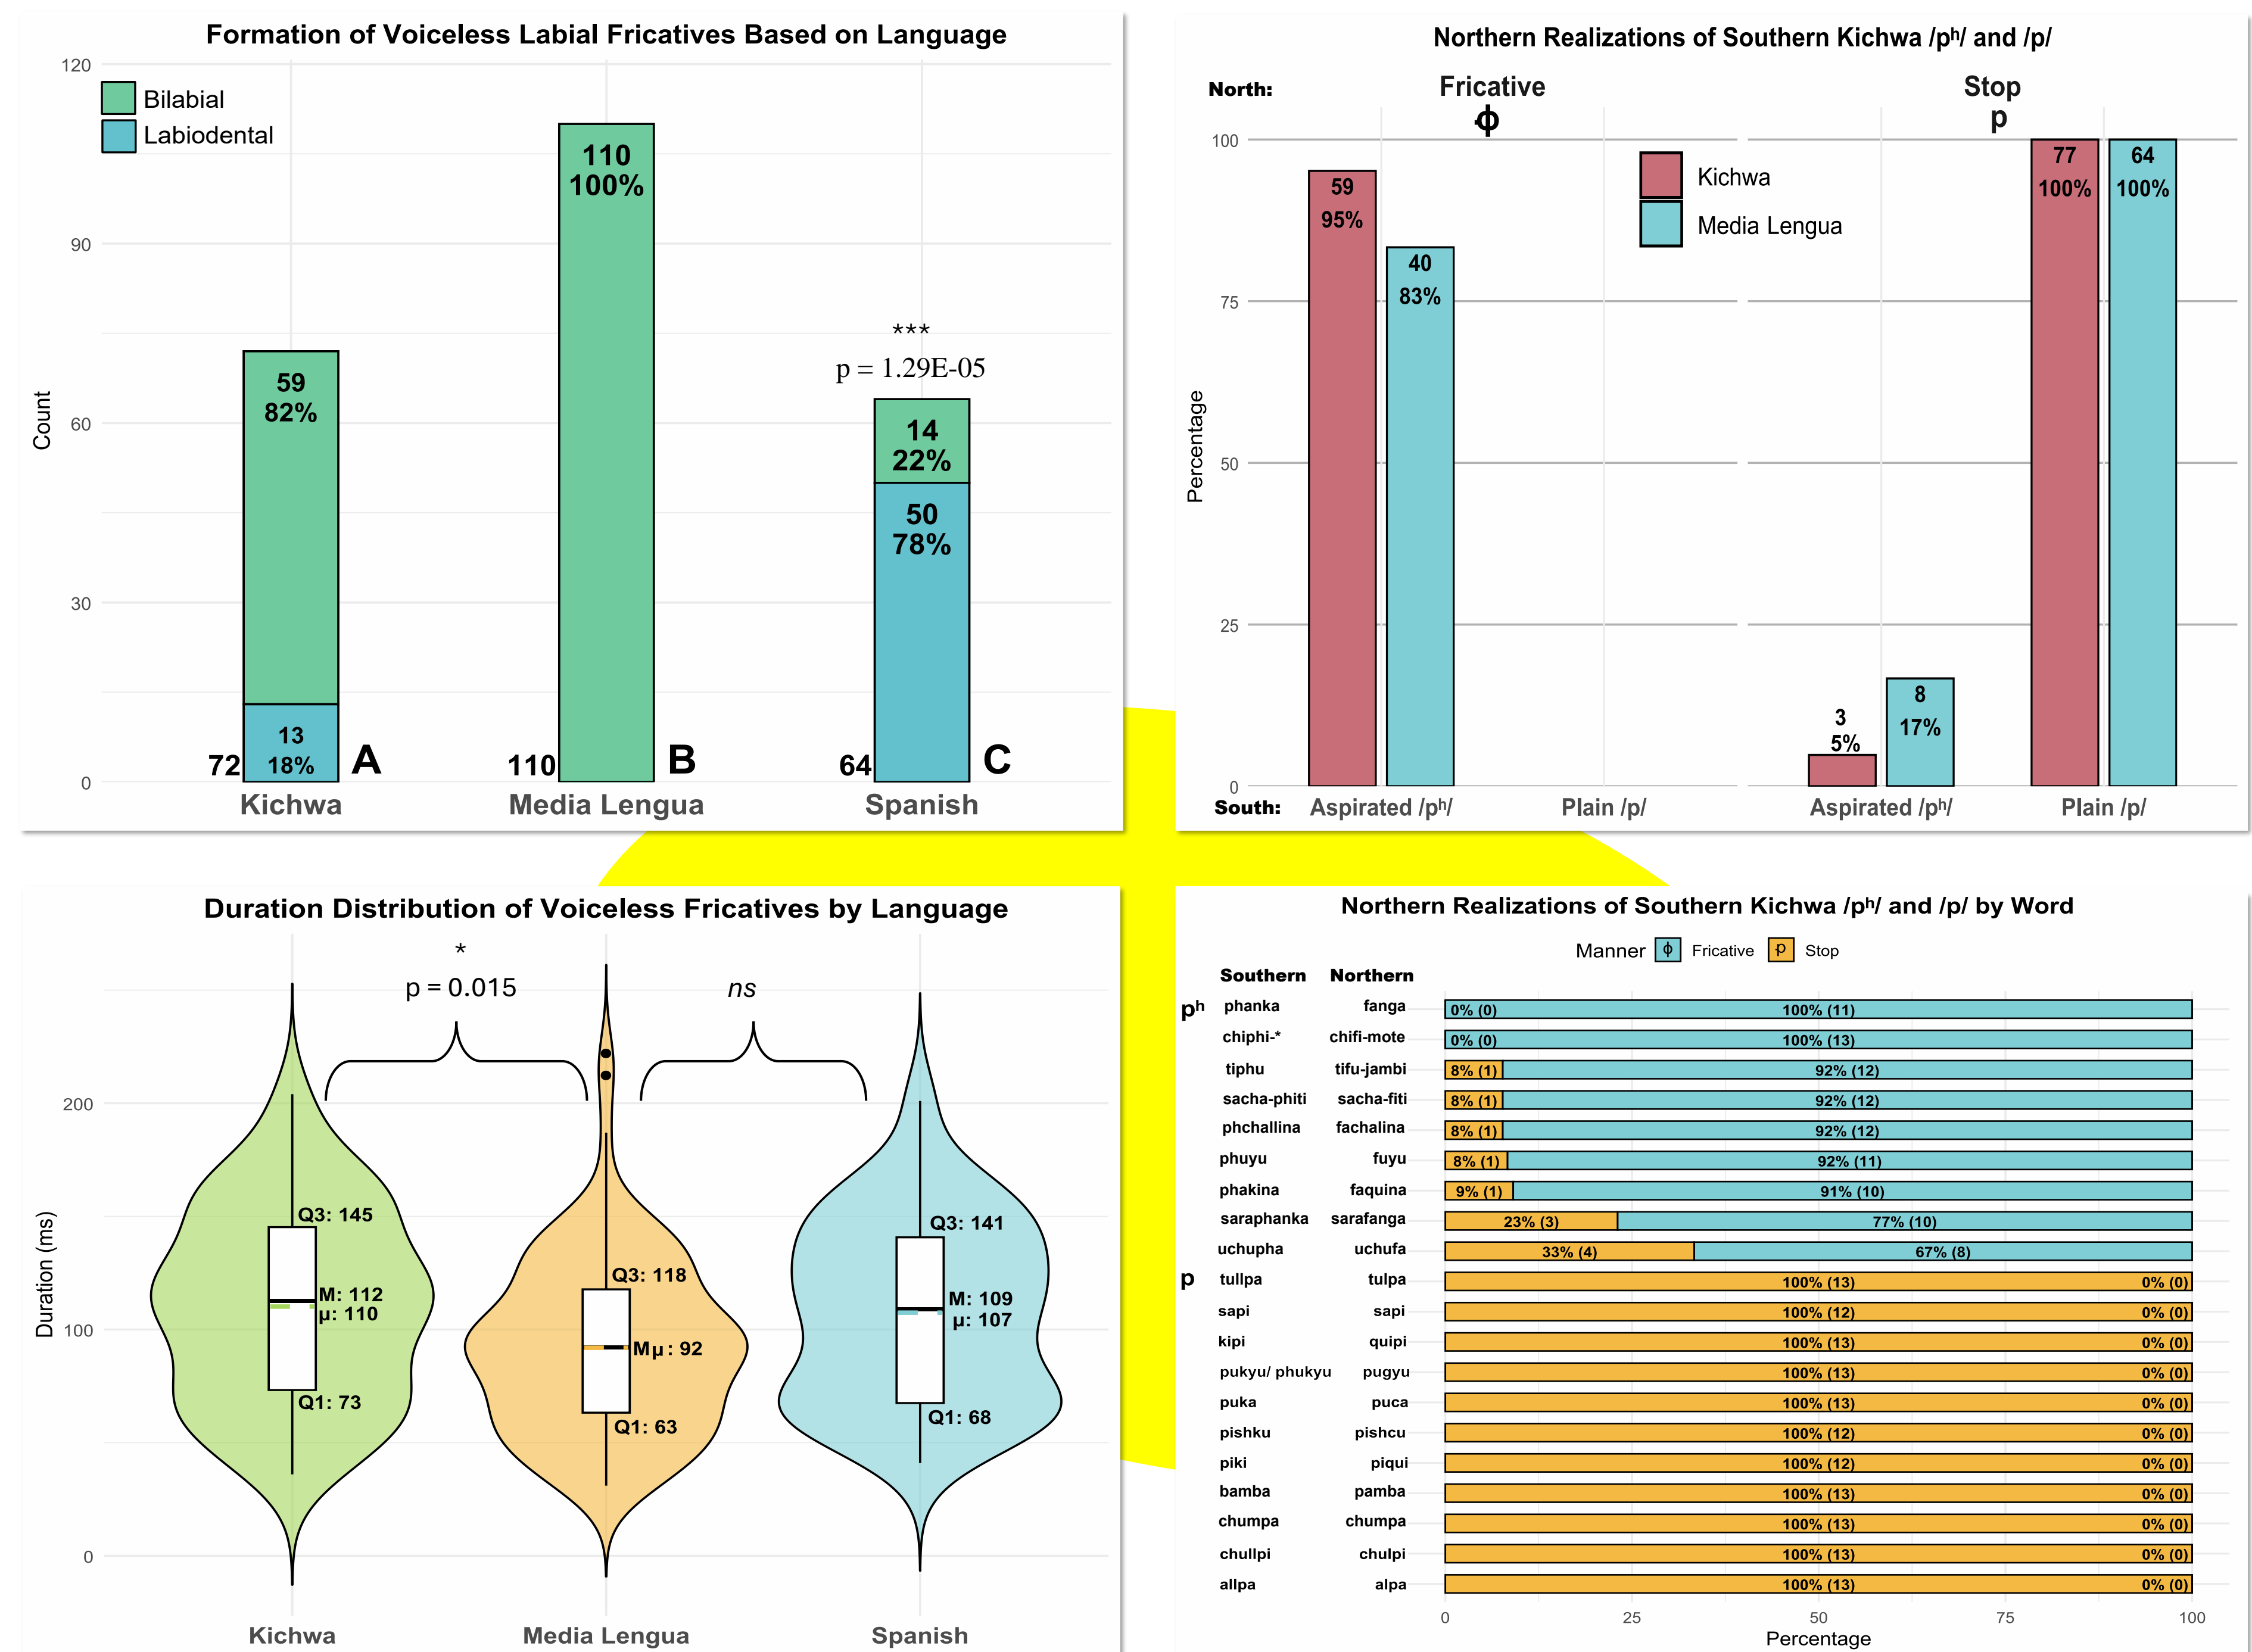 Formation of Voiceless Labial Fricatives Based on Language
120
90
60
30
0
Count
Bilabial
Labiodental
59
82%
13
18%
72
A
110
100%
110
B
***
p = 1.29E-05
14
22%
50
78%
64
C
Kichwa Media Lengua Spanish
Northern Realizations of Southern Kichwa /pʰ/ and /p/
North: Fricative Stop
ɸ p
100
75
50
25
0
Percentage
Kichwa
Media Lengua
59
95%
40
83%
3
5%
8
17%
77
100%
64
100%
South: Aspirated /pʰ/ Plain /p/ Aspirated /pʰ/ Plain /p/
Duration Distribution of Voiceless Fricatives by Language
*
p = 0.015
ns
200
100
0
Duration (ms)
Q3: 145
M: 112
μ: 110
Q1: 73
Q3: 118
Mμ: 92
Q1: 63
Q3: 141
M: 109
μ: 107
Q1: 68
Kichwa Media Lengua Spanish
Northern Realizations of Southern Kichwa /pʰ/ and /p/ by Word
Manner ɸ Fricative p Stop
Southern Northern
pʰ phanka fanga 0% (0) 100% (11)
chiphi-* chifi-mote 0% (0) 100% (13)
tiphu tifu-jambi 8% (1) 92% (12)
sacha-phiti sacha-fiti 8% (1) 92% (12)
phchallina fachalina 8% (1) 92% (12)
phuyu fuyu 8% (1) 92% (11)
phakina faquina 9% (1) 91% (10)
saraphanka sarafanga 23% (3) 77% (10)
uchupha uchufa 33% (4) 67% (8)
p tullpa tulpa 100% (13) 0% (0)
sapi sapi 100% (12) 0% (0)
kipi quipi 100% (13) 0% (0)
pukyu/ phukyu pugyu 100% (13) 0% (0)
puka puca 100% (13) 0% (0)
pishku pishcu 100% (12) 0% (0)
piki piqui 100% (12) 0% (0)
bamba pamba 100% (13) 0% (0)
chumpa chumpa 100% (13) 0% (0)
chullpi chulpi 100% (13) 0% (0)
allpa alpa 100% (13) 0% (0)
0 25 50 75 100
Percentage